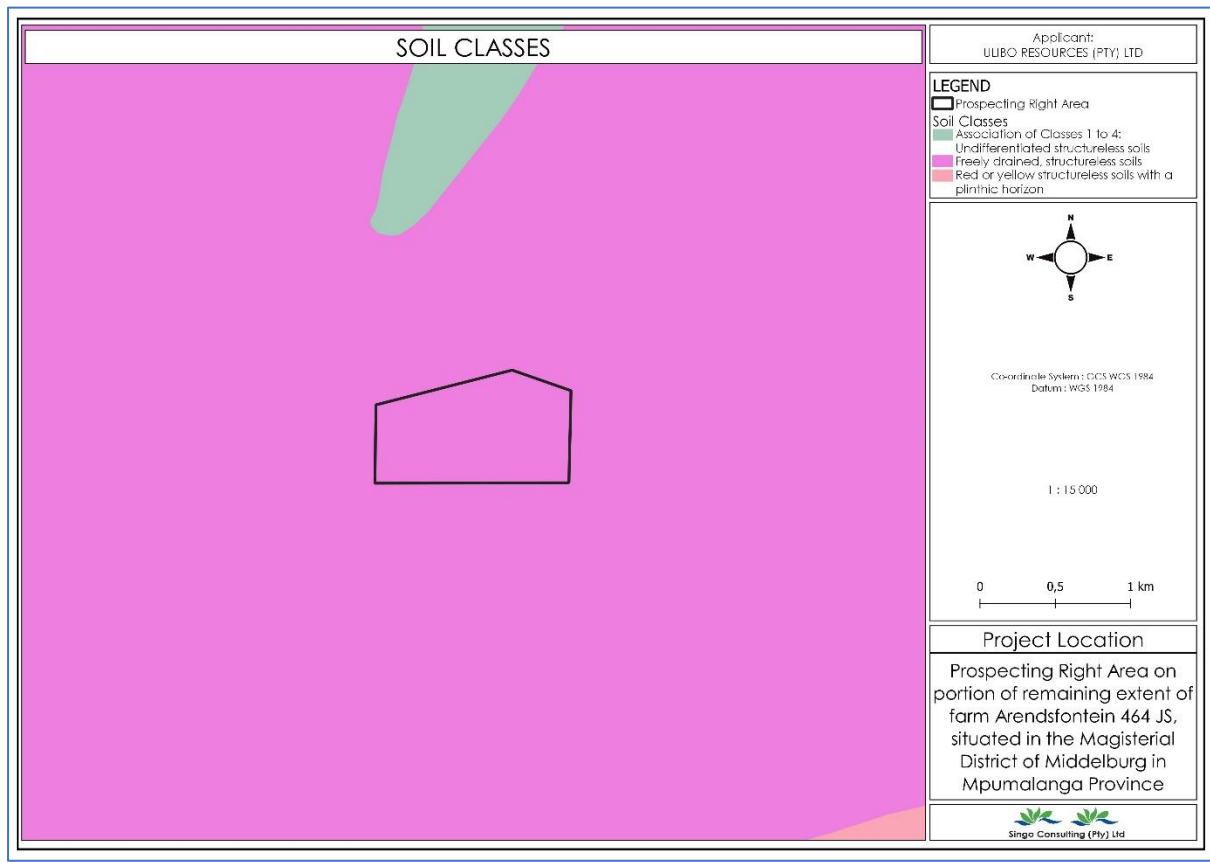 SOIL CLASSES
Applicant:
ULIBO RESOURCES (PTY) LTD
LEGEND
Prospecting Right Area
Soil Classes
Association of Classes 1 to 4:
Undifferentiated structureless soils
Freely drained, structureless soils
Red or yellow structureless soils with a
plinthic horizon
N
W
E
S
Co-ordinate System : GCS WGS 1984
Datum : WGS 1984
1 : 15 000
0 0,5 1 km
Project Location
Prospecting Right Area on
portion of remaining extent of
farm Arendsfontein 464 JS,
situated in the Magisterial
District of Middelburg in
Mpumalanga Province
Singo Consulting (Pty) Ltd